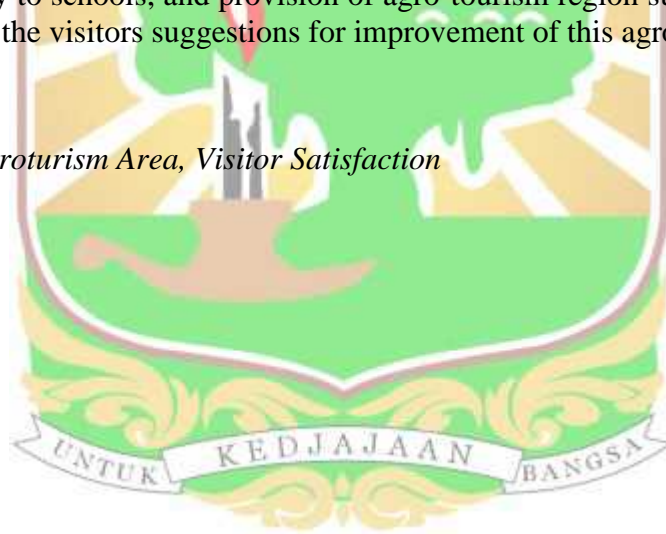 y to schools, and provision of agro-tourism region su
the visitors suggestions for improvement of this agro
roturism Area, Visitor Satisfaction
UNTUK KEDJAJAAN BANGSA